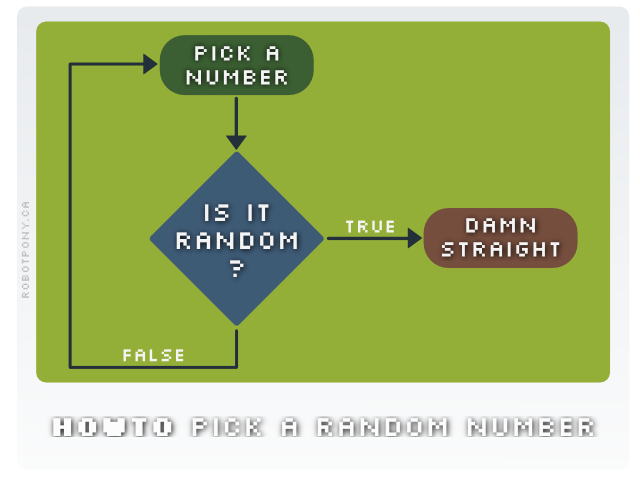 PICK A
NUMBER
IS IT
RANDOM
?
TRUE
DAMN
STRAIGHT
FALSE
ROBOTPONY.CA
HOWTO PICK A RANDOM NUMBER